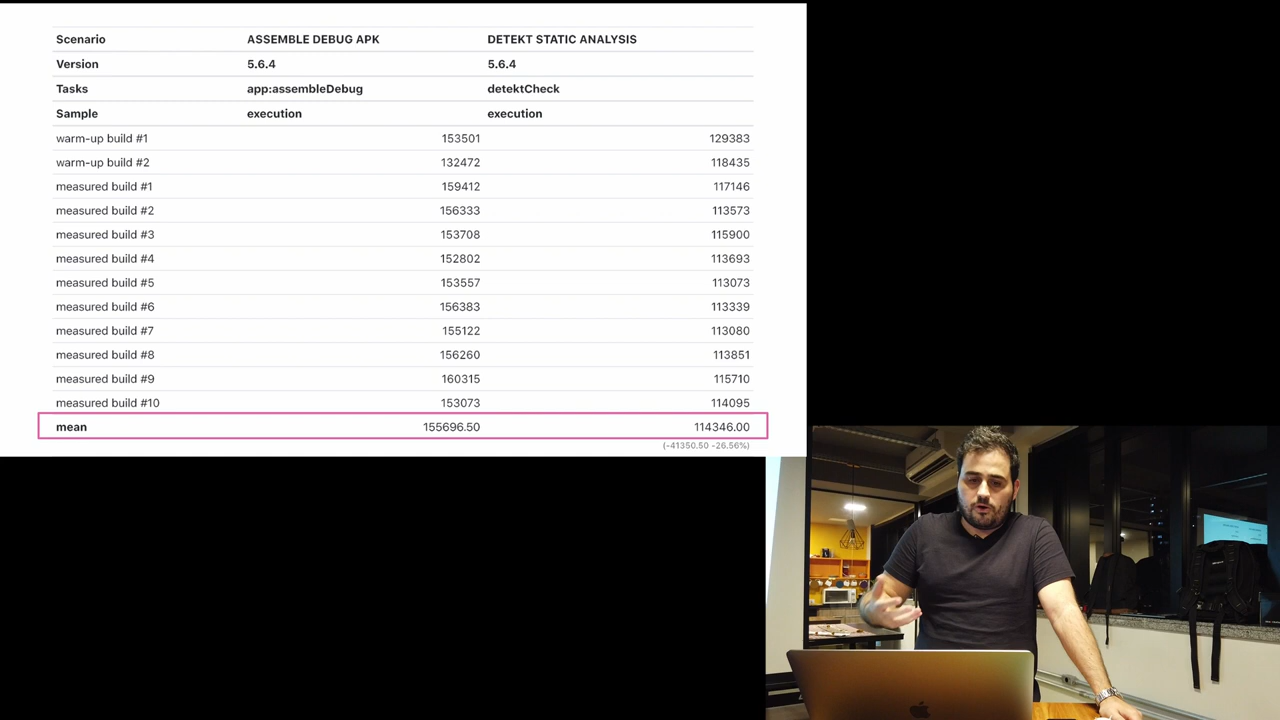 Scenario ASSEMBLE DEBUG APK DETEKT STATIC ANALYSIS
Version 5.6.4 5.6.4
Tasks app:assembleDebug detektCheck
Sample execution execution
warm-up build #1 153501 129383
warm-up build #2 132472 118435
measured build #1 159412 117146
measured build #2 156333 113573
measured build #3 153708 115900
measured build #4 152802 113693
measured build #5 153557 113073
measured build #6 156383 113339
measured build #7 155122 113080
measured build #8 156260 113851
measured build #9 160315 115710
measured build #10 153073 114095
mean 155696.50 114346.00
(-41350.50 -26.56%)